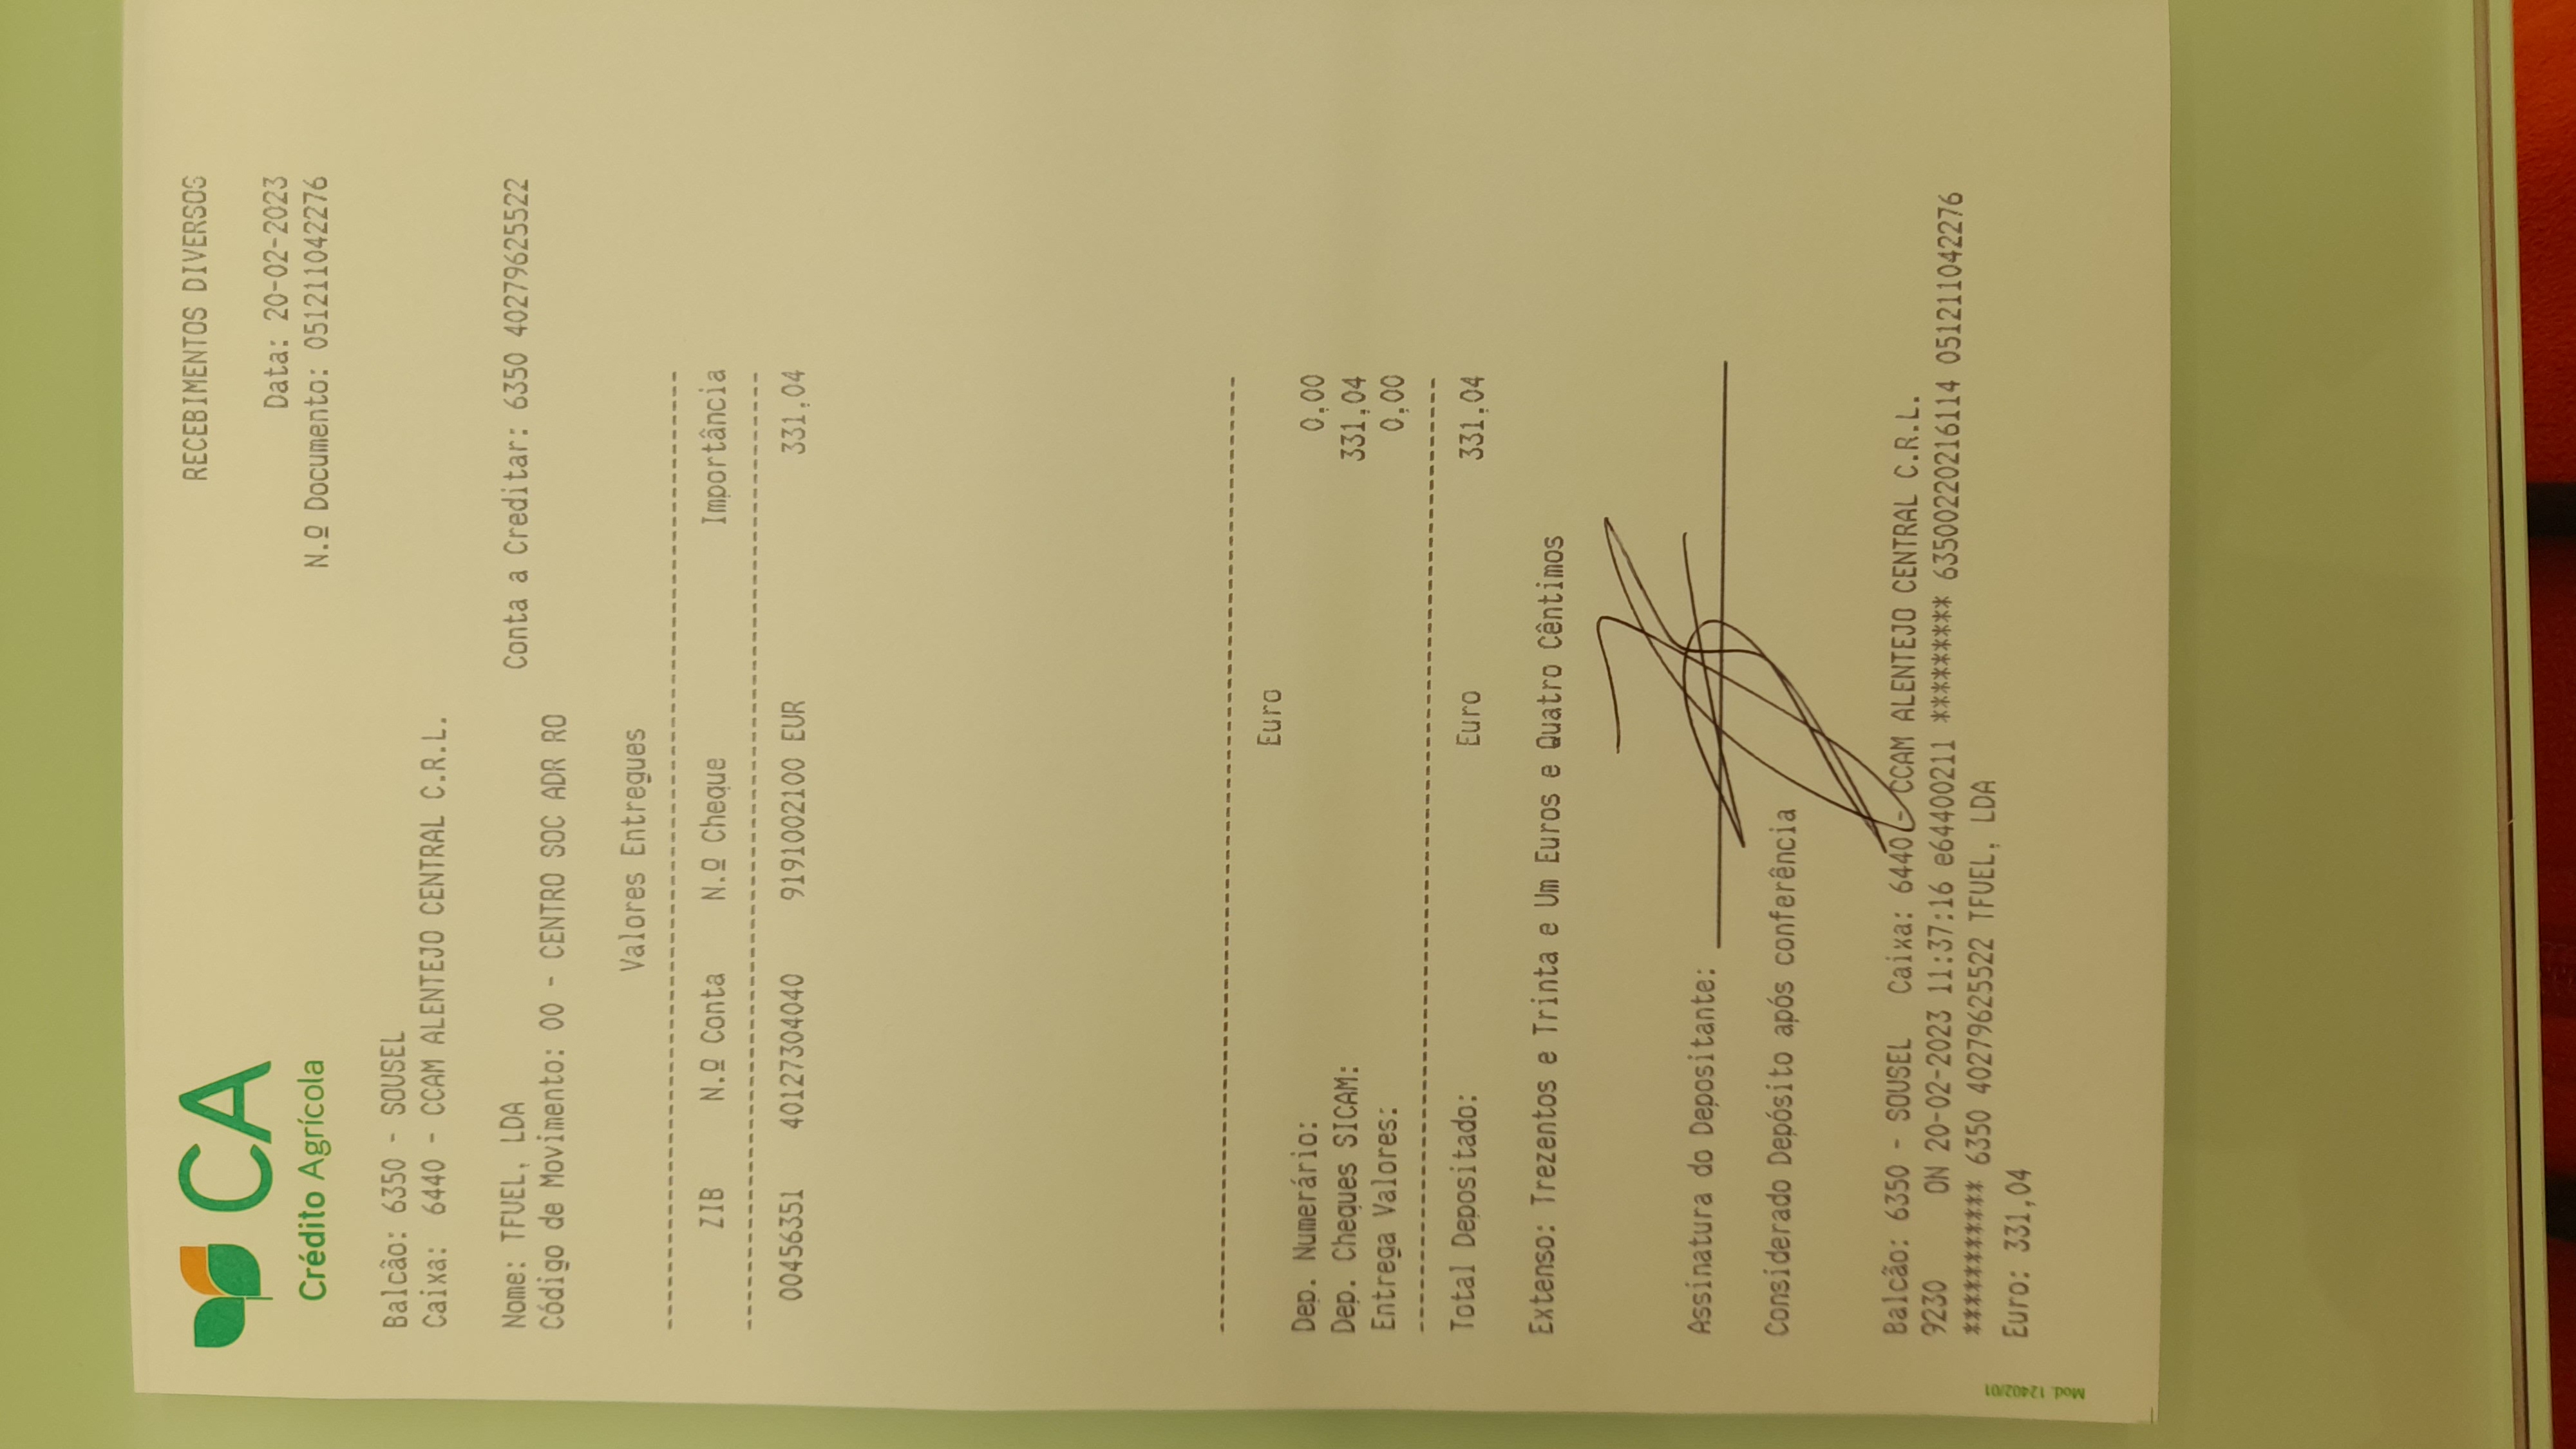 CA
Crédito Agrícola
RECEBIMENTOS DIVERSOS
Data: 20-02-2023
N.º Documento: 051211042276
Balcão: 6350 - SOUSEL
Caixa: 6440 - CCAM ALENTEJO CENTRAL C.R.L.
Nome: TFUEL, LDA Conta a Creditar: 6350 40279625522
Código de Movimento: 00 - CENTRO SOC ADR RO
Valores Entregues
ZIB N.º Conta N.º Cheque Importância
00456351 40127304040 9191002100 EUR 331,04
Euro
Dep. Numerário: 0,00
Dep. Cheques SICAM: 331,04
Entrega Valores: 0,00
Total Depositado: Euro 331,04
Extenso: Trezentos e Trinta e Um Euros e Quatro Cêntimos
Assinatura do Depositante:
Considerado Depósito após conferência
Balcão: 6350 - SOUSEL Caixa: 6440 - CCAM ALENTEJO CENTRAL C.R.L.
9230 ON 20-02-2023 11:37:16 e64400211 ******** 63500220216114 051211042276
********** 6350 40279625522 TFUEL, LDA
Euro: 331,04
Mod. 12402/01